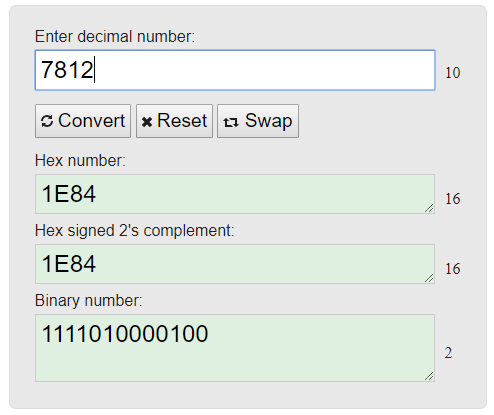 Enter decimal number:
7812 10
Convert Reset Swap
Hex number:
1E84 16
Hex signed 2's complement:
1E84 16
Binary number:
1111010000100 2